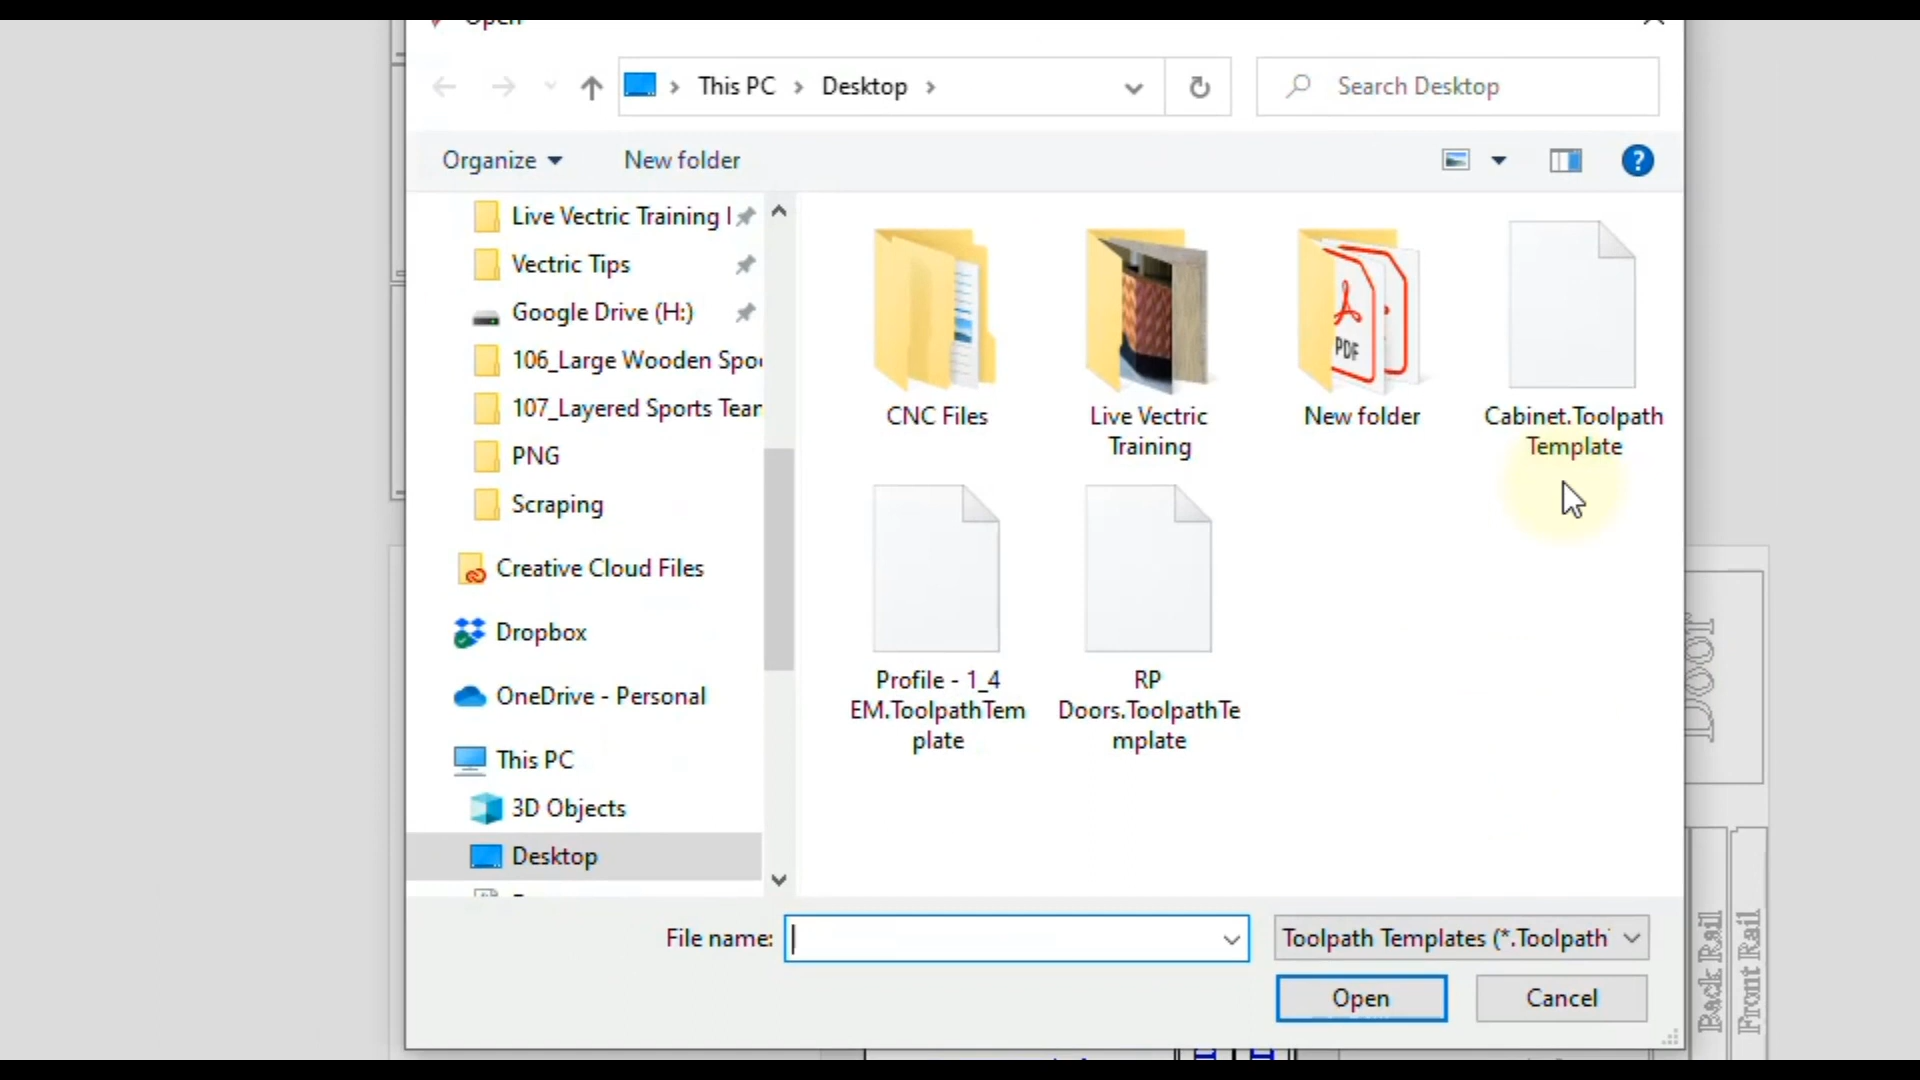 Open
This PC
Desktop
Search Desktop
Organize
New folder
Live Vectric Training
Vectric Tips
Google Drive (H:)
106_Large Wooden Spo
107_Layered Sports Tear
PNG
Scraping
Creative Cloud Files
Dropbox
OneDrive - Personal
This PC
3D Objects
Desktop
CNC Files
Live Vectric
Training
PDF
New folder
Cabinet.Toolpath
Template
Profile - 1_4
EM.ToolpathTem
plate
RP
Doors.ToolpathTe
mplate
File name:
Toolpath Templates (*.Toolpath
Open
Cancel
Door
Back Rail
Front Rail